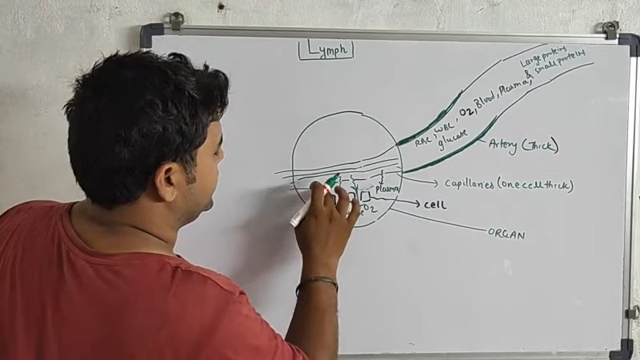 Lymph
Large proteins
& small proteins
RBC, WBC, O2, Blood, Plasma,
glucose
Artery (Thick)
Plasma
Capillaries (one cell thick)
O2
cell
ORGAN